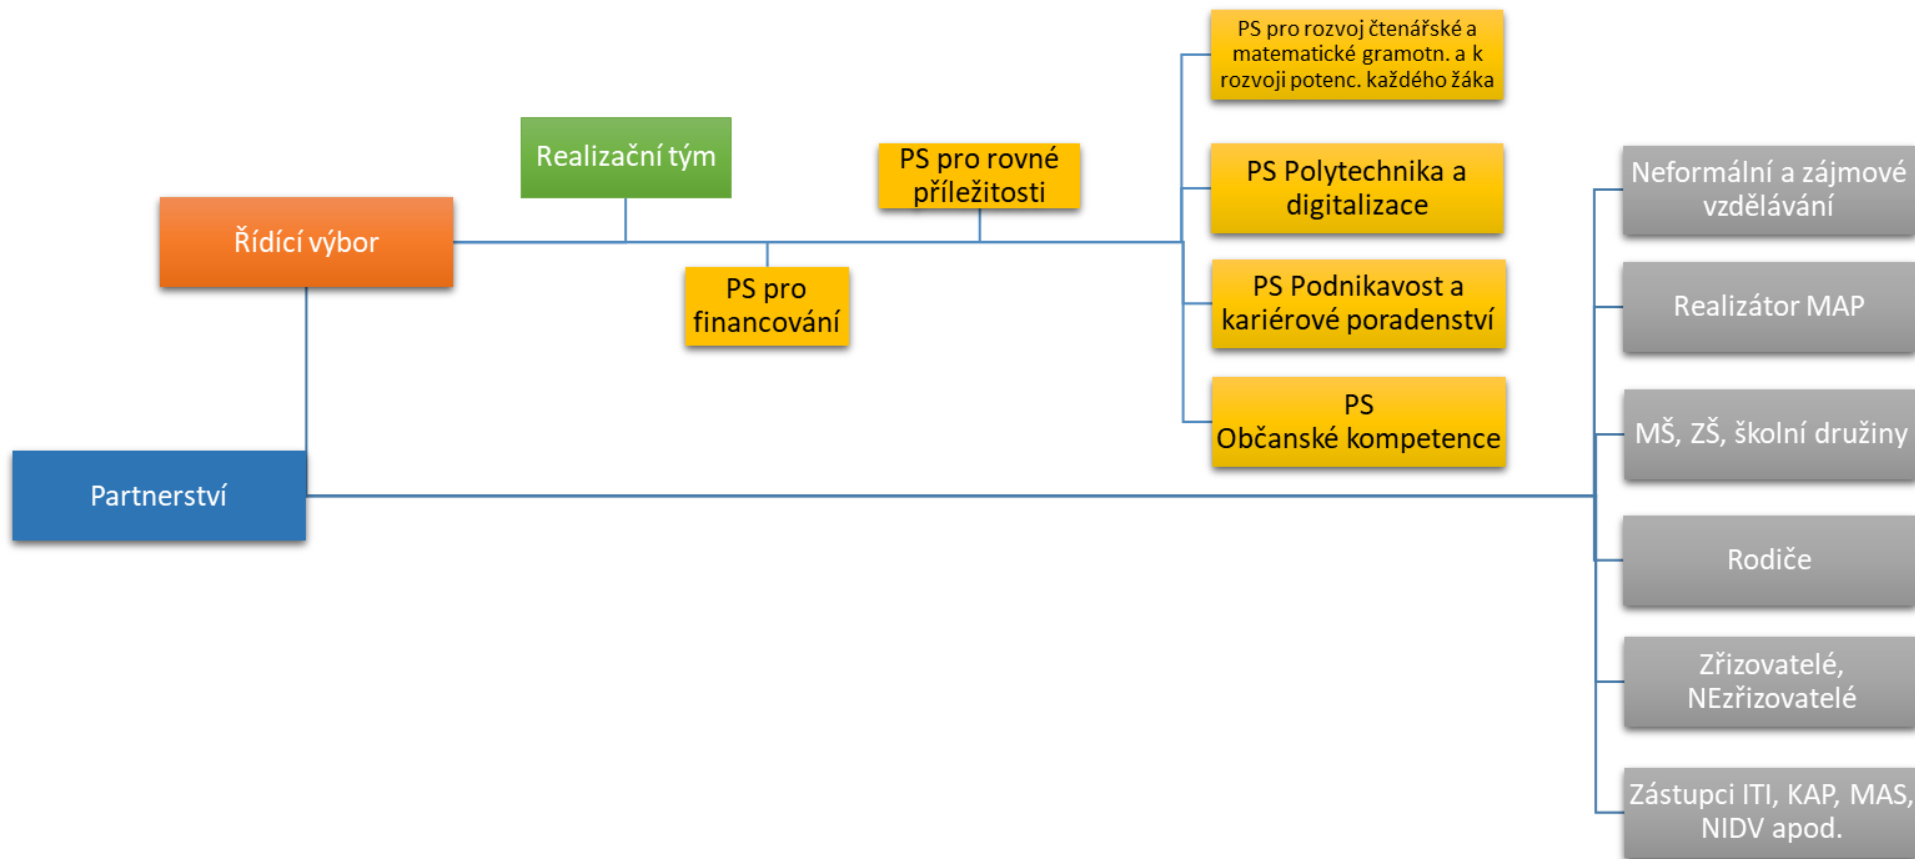 PS pro rozvoj čtenářské a
matematické gramotn. a k
rozvoji potenc. každého žáka
Realizační tým
PS pro rovné
příležitosti
PS Polytechnika a
digitalizace
Neformální a zájmové
vzdělávání
Řídící výbor
PS pro
financování
PS Podnikavost a
kariérové poradenství
Realizátor MAP
PS
Občanské kompetence
MŠ, ZŠ, školní družiny
Partnerství
Rodiče
Zřizovatelé,
NEzřizovatelé
Zástupci ITI, KAP, MAS,
NIDV apod.